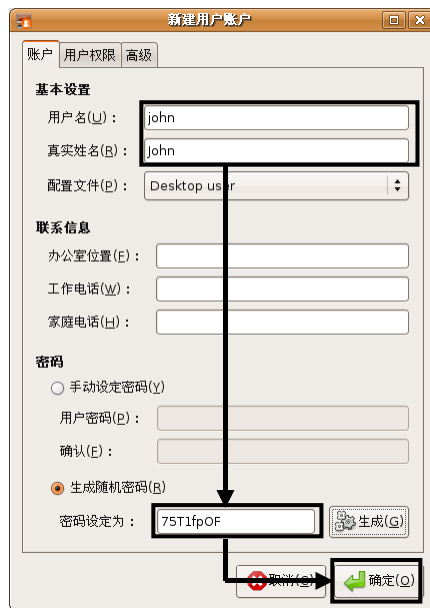 新建用户账户
账户 用户权限 高级
基本设置
用户名(U)： john
真实姓名(R)： John
配置文件(P)： Desktop user
联系信息
办公室位置(F)：
工作电话(W)：
家庭电话(H)：
密码
手动设定密码(Y)
用户密码(P)：
确认(F)：
生成随机密码(R)
密码设定为： 75T1fpOF 生成(G)
取消(C) 确定(O)